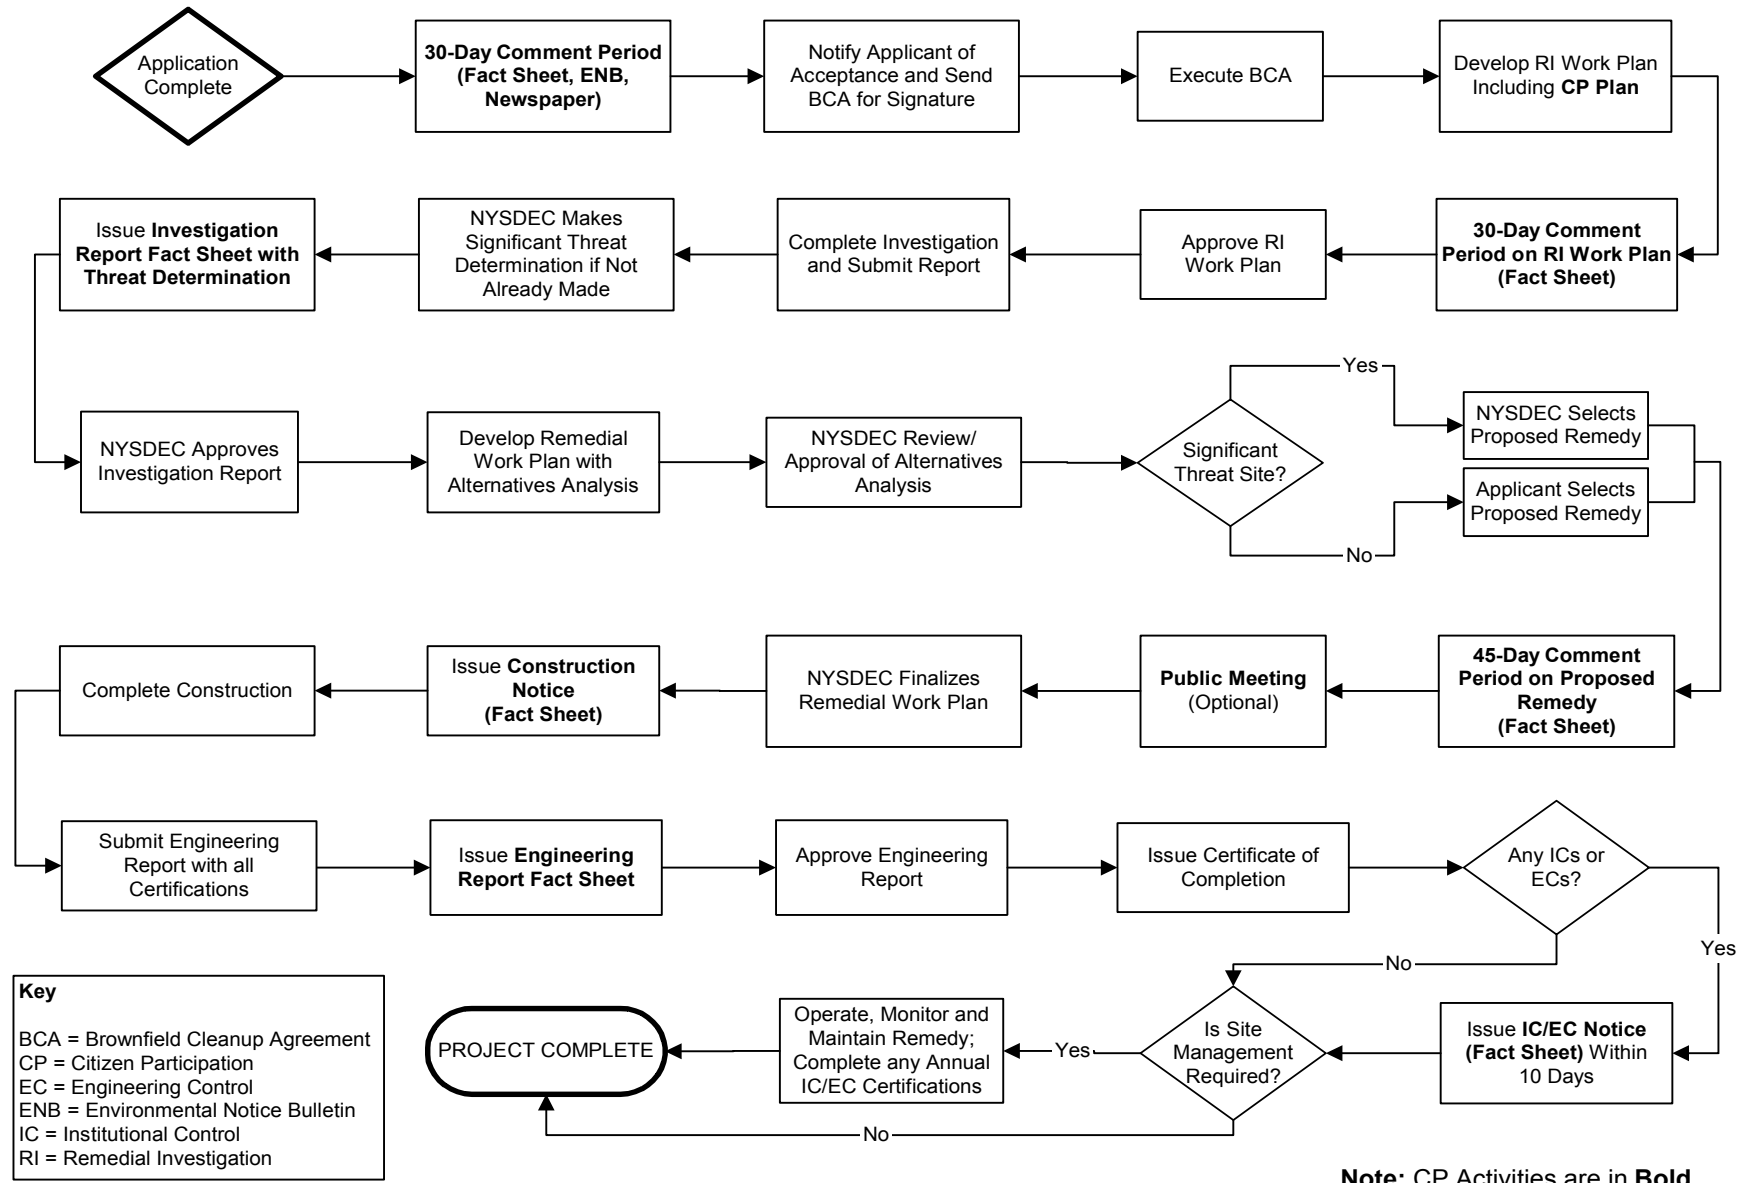 Application
Complete
30-Day Comment Period
(Fact Sheet, ENB,
Newspaper)
Notify Applicant of
Acceptance and Send
BCA for Signature
Execute BCA
Develop RI Work Plan
Including CP Plan
Issue Investigation
Report Fact Sheet with
Threat Determination
NYSDEC Makes
Significant Threat
Determination if Not
Already Made
Complete Investigation
and Submit Report
Approve RI
Work Plan
30-Day Comment
Period on RI Work Plan
(Fact Sheet)
NYSDEC Approves
Investigation Report
Develop Remedial
Work Plan with
Alternatives Analysis
NYSDEC Review/
Approval of Alternatives
Analysis
Significant
Threat Site?
Yes
No
NYSDEC Selects
Proposed Remedy
Applicant Selects
Proposed Remedy
Complete Construction
Issue Construction
Notice
(Fact Sheet)
NYSDEC Finalizes
Remedial Work Plan
Public Meeting
(Optional)
45-Day Comment
Period on Proposed
Remedy
(Fact Sheet)
Submit Engineering
Report with all
Certifications
Issue Engineering
Report Fact Sheet
Approve Engineering
Report
Issue Certificate of
Completion
Any ICs or
ECs?
Yes
No
Key
BCA = Brownfield Cleanup Agreement
CP = Citizen Participation
EC = Engineering Control
ENB = Environmental Notice Bulletin
IC = Institutional Control
RI = Remedial Investigation
PROJECT COMPLETE
Operate, Monitor and
Maintain Remedy;
Complete any Annual
IC/EC Certifications
Yes
Is Site
Management
Required?
Issue IC/EC Notice
(Fact Sheet) Within
10 Days
No
Note: CP Activities are in Bold